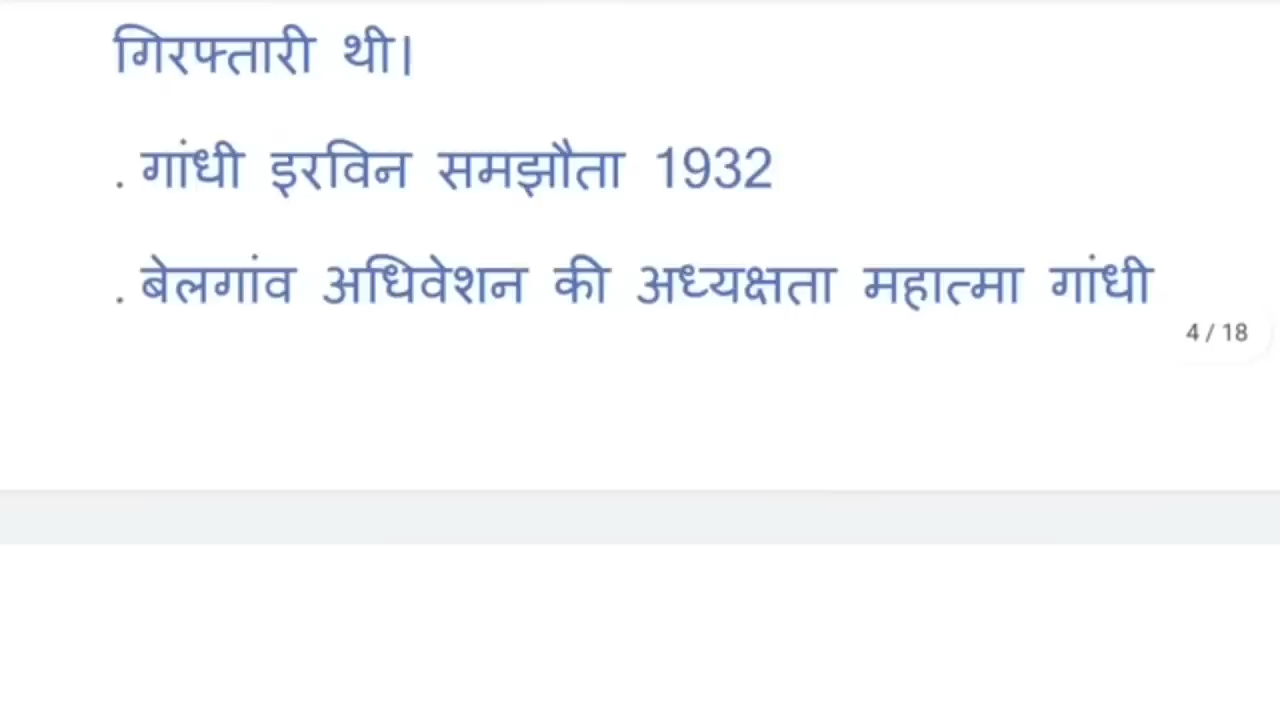 गिरफ्तारी थी।
. गांधी इरविन समझौता 1932
. बेलगांव अधिवेशन की अध्यक्षता महात्मा गांधी
4 / 18